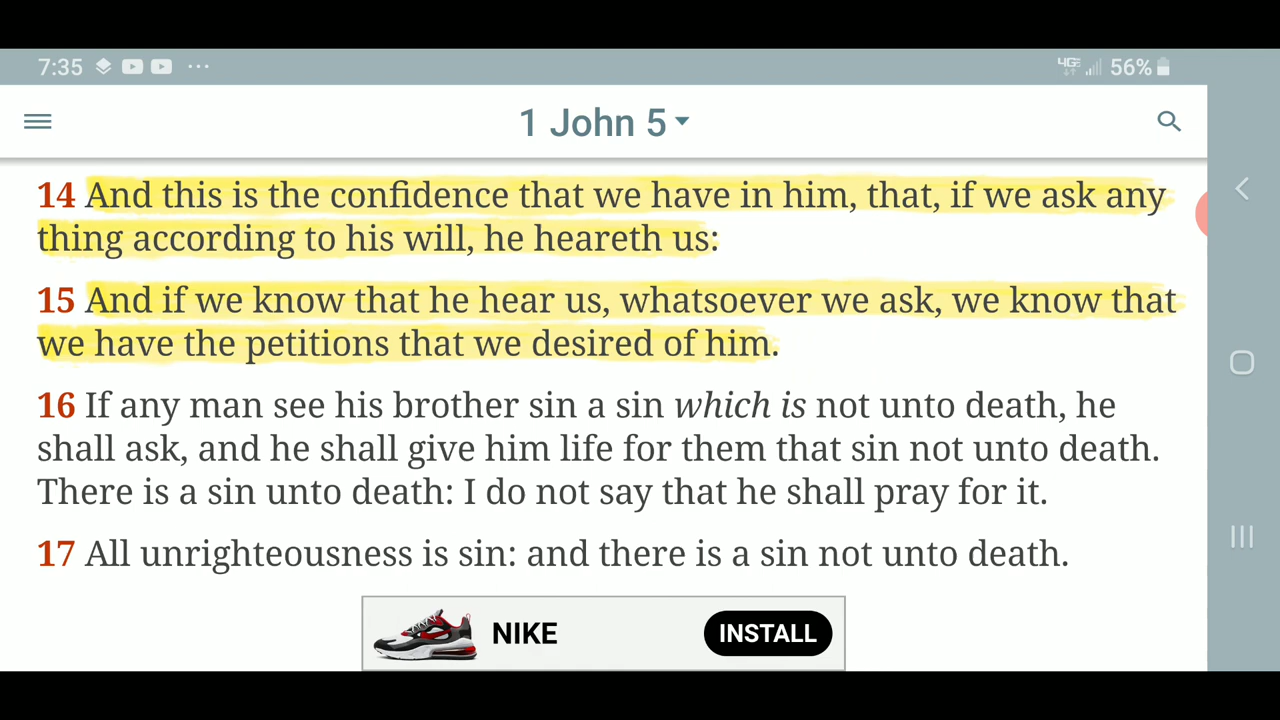 7:35 ... 4GE 56%
1 John 5
14 And this is the confidence that we have in him, that, if we ask any
thing according to his will, he heareth us:
15 And if we know that he hear us, whatsoever we ask, we know that
we have the petitions that we desired of him.
16 If any man see his brother sin a sin which is not unto death, he
shall ask, and he shall give him life for them that sin not unto death.
There is a sin unto death: I do not say that he shall pray for it.
17 All unrighteousness is sin: and there is a sin not unto death.
NIKE INSTALL